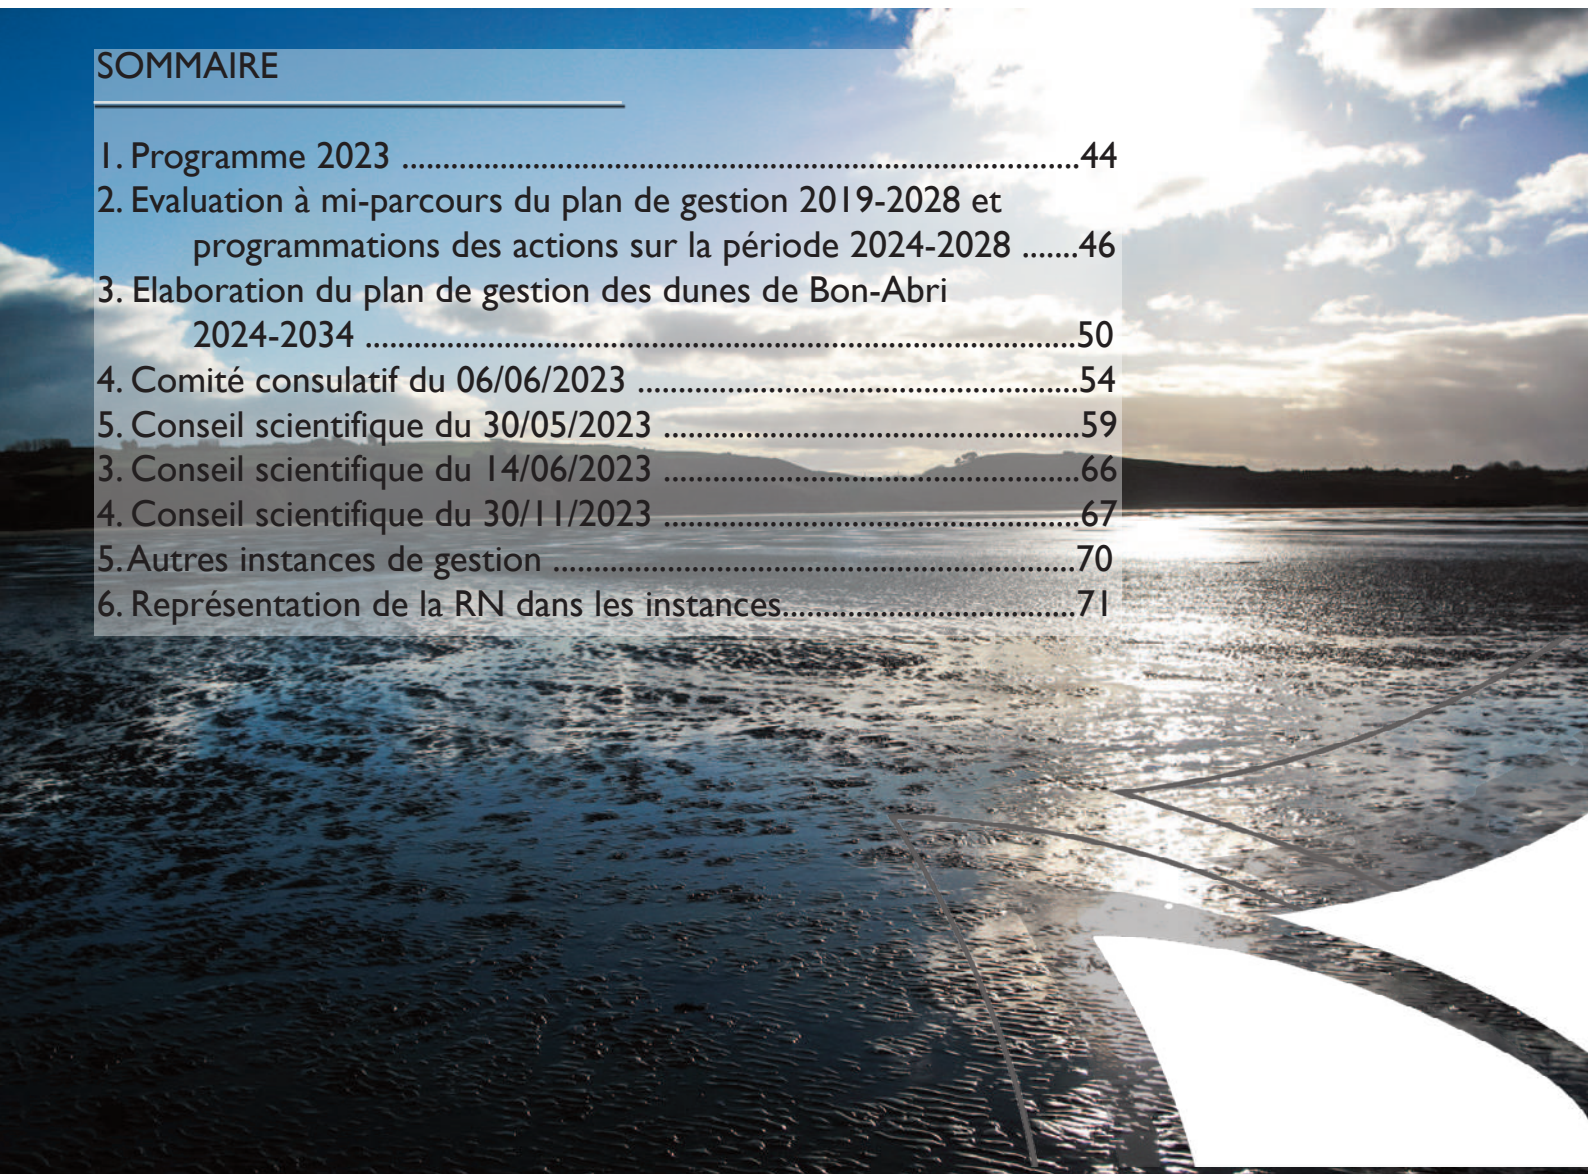 SOMMAIRE
1. Programme 2023 ..................................................................................44
2. Evaluation à mi-parcours du plan de gestion 2019-2028 et
programmations des actions sur la période 2024-2028 .......46
3. Elaboration du plan de gestion des dunes de Bon-Abri
2024-2034 ......................................................................................50
4. Comité consulatif du 06/06/2023 .....................................................54
5. Conseil scientifique du 30/05/2023 ..................................................59
3. Conseil scientifique du 14/06/2023 ..................................................66
4. Conseil scientifique du 30/11/2023 ..................................................67
5. Autres instances de gestion ...............................................................70
6. Représentation de la RN dans les instances...................................71